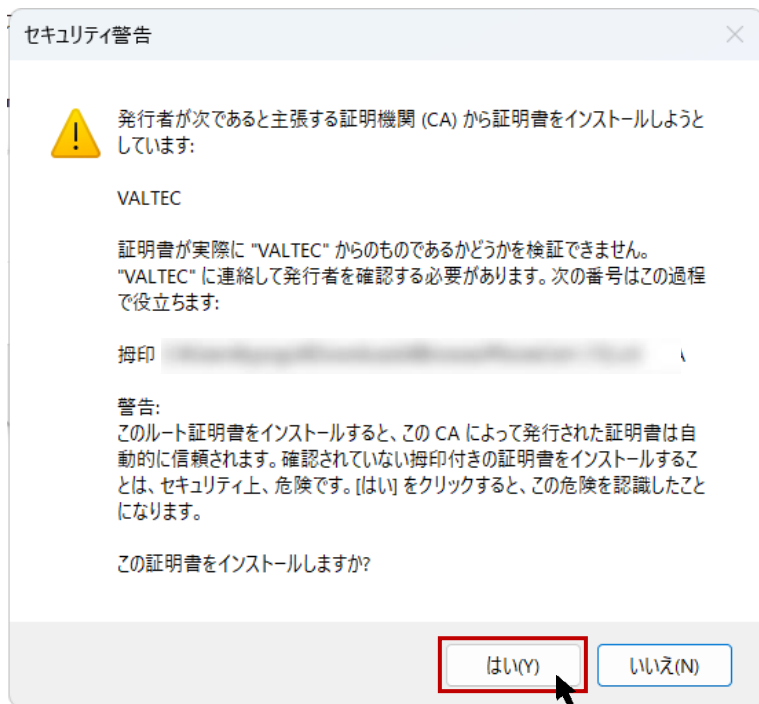 セキュリティ警告
発行者が次であると主張する証明機関 (CA) から証明書をインストールしようと
しています:
VALTEC
証明書が実際に "VALTEC" からのものであるかどうかを検証できません。
"VALTEC" に連絡して発行者を確認する必要があります。次の番号はこの過程
で役立ちます:
拇印
警告:
このルート証明書をインストールすると、この CA によって発行された証明書は自
動的に信頼されます。確認されていない拇印付きの証明書をインストールするこ
とは、セキュリティ上、危険です。[はい] をクリックすると、この危険を認識したこと
になります。
この証明書をインストールしますか?
はい(Y)
いいえ(N)